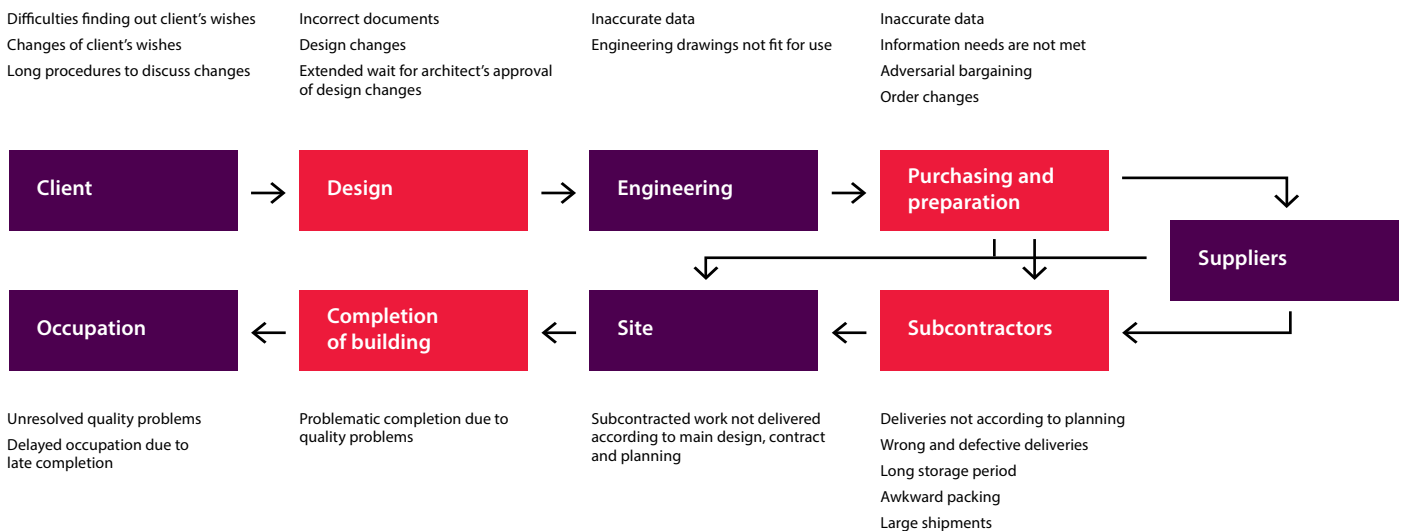 Difficulties finding out client’s wishes
Changes of client’s wishes
Long procedures to discuss changes
Incorrect documents
Design changes
Extended wait for architect’s approval
of design changes
Inaccurate data
Engineering drawings not fit for use
Inaccurate data
Information needs are not met
Adversarial bargaining
Order changes
Client
Design
Engineering
Purchasing and
preparation
Suppliers
Occupation
Completion
of building
Site
Subcontractors
Unresolved quality problems
Delayed occupation due to
late completion
Problematic completion due to
quality problems
Subcontracted work not delivered
according to main design, contract
and planning
Deliveries not according to planning
Wrong and defective deliveries
Long storage period
Awkward packing
Large shipments